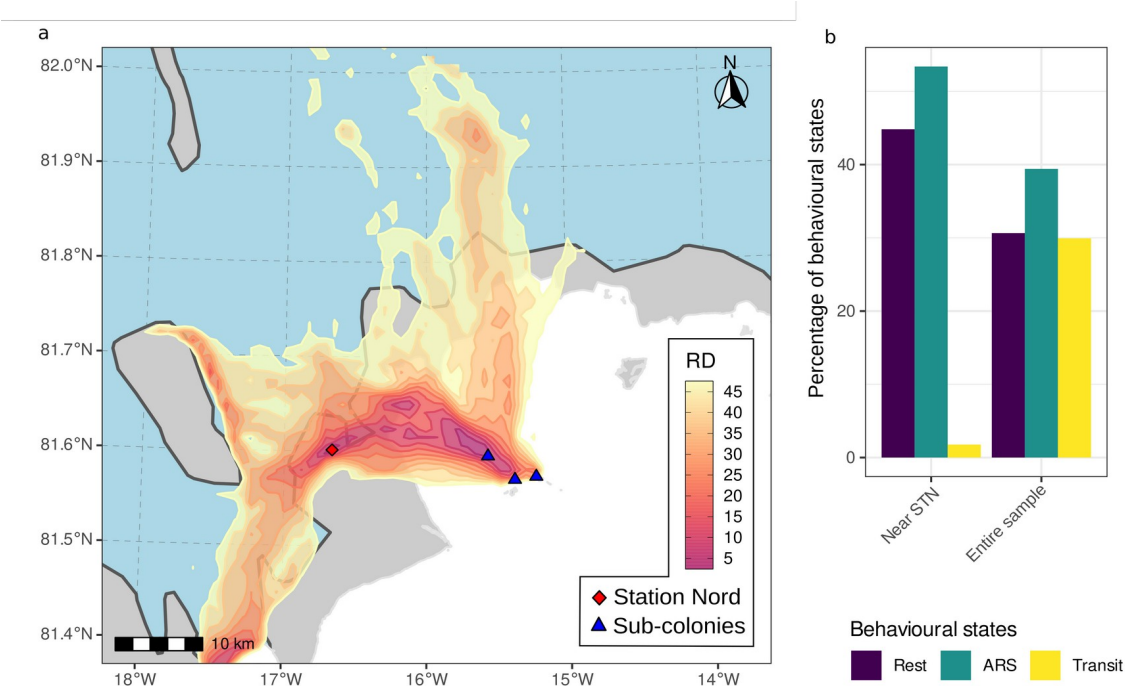 a
82.0°N
81.9°N
81.8°N
81.7°N
81.6°N
81.5°N
81.4°N
18°W
17°W
16°W
15°W
14°W
N
RD
45
40
35
30
25
20
15
10
5
Station Nord
Sub-colonies
10 km
b
Percentage of behavioural states
40
20
0
Near STN
Entire sample
Behavioural states
Rest ARS Transit